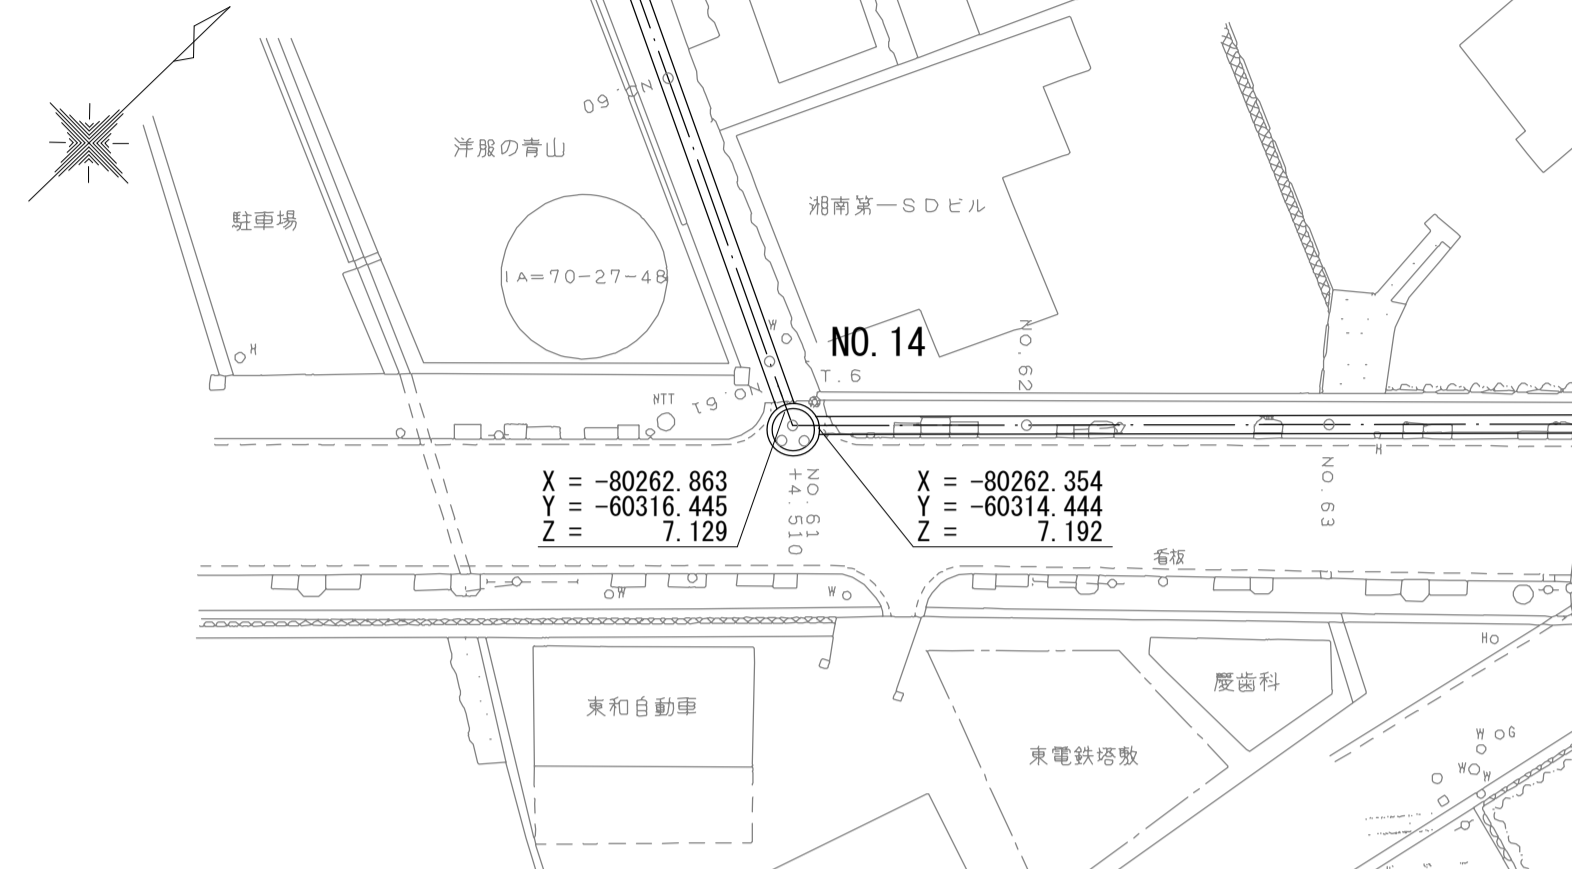 NO.60
洋服の青山
駐車場
湘南第一SDビル
IA=70-27-48
W
NO.14
H
NO.62
T.6
NTT
NO.61
H
X = -80262.863
Y = -60316.445
Z = 7.129
NO.61
+4.510
X = -80262.354
Y = -60314.444
Z = 7.192
NO.63
看板
W
W
H
慶歯科
東和自動車
東電鉄塔敷
W
G
W
W